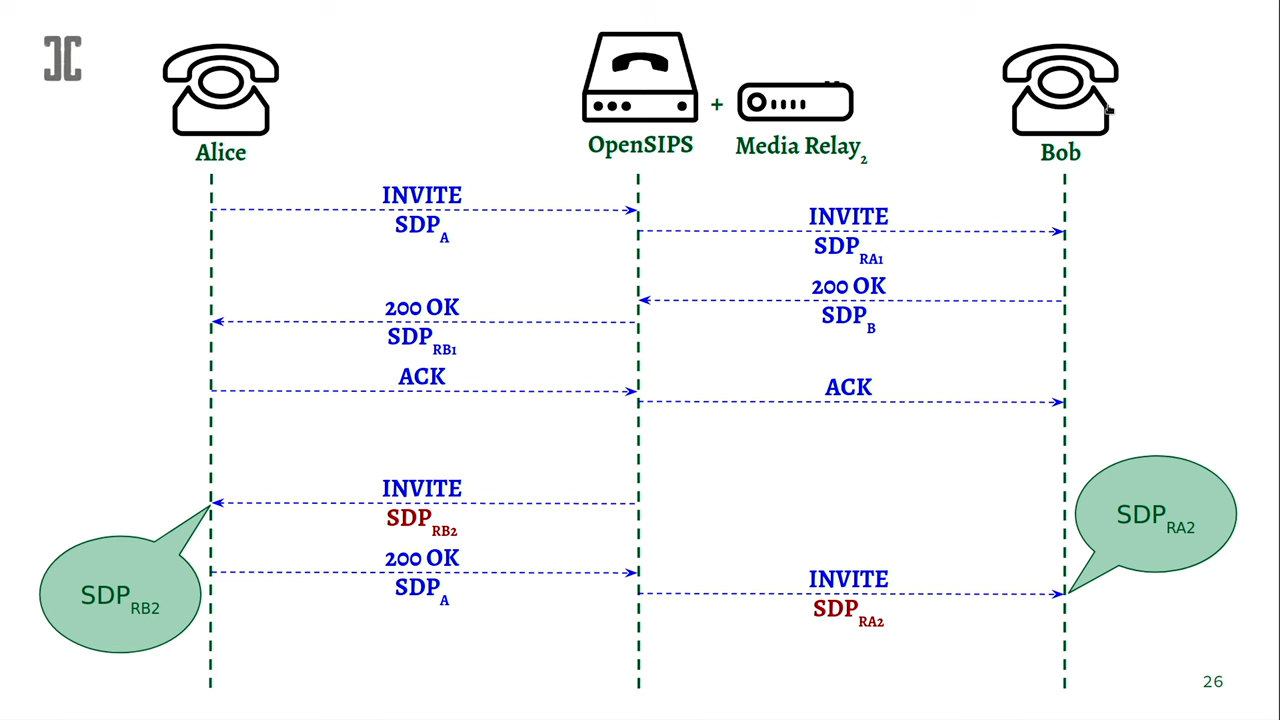 Alice
OpenSIPS
+
Media Relay2
Bob
INVITE
SDPA
INVITE
SDPRA1
200 OK
SDPB
200 OK
SDPRB1
ACK
ACK
INVITE
SDPRB2
SDPRA2
200 OK
SDPA
INVITE
SDPRA2
SDPRB2
26